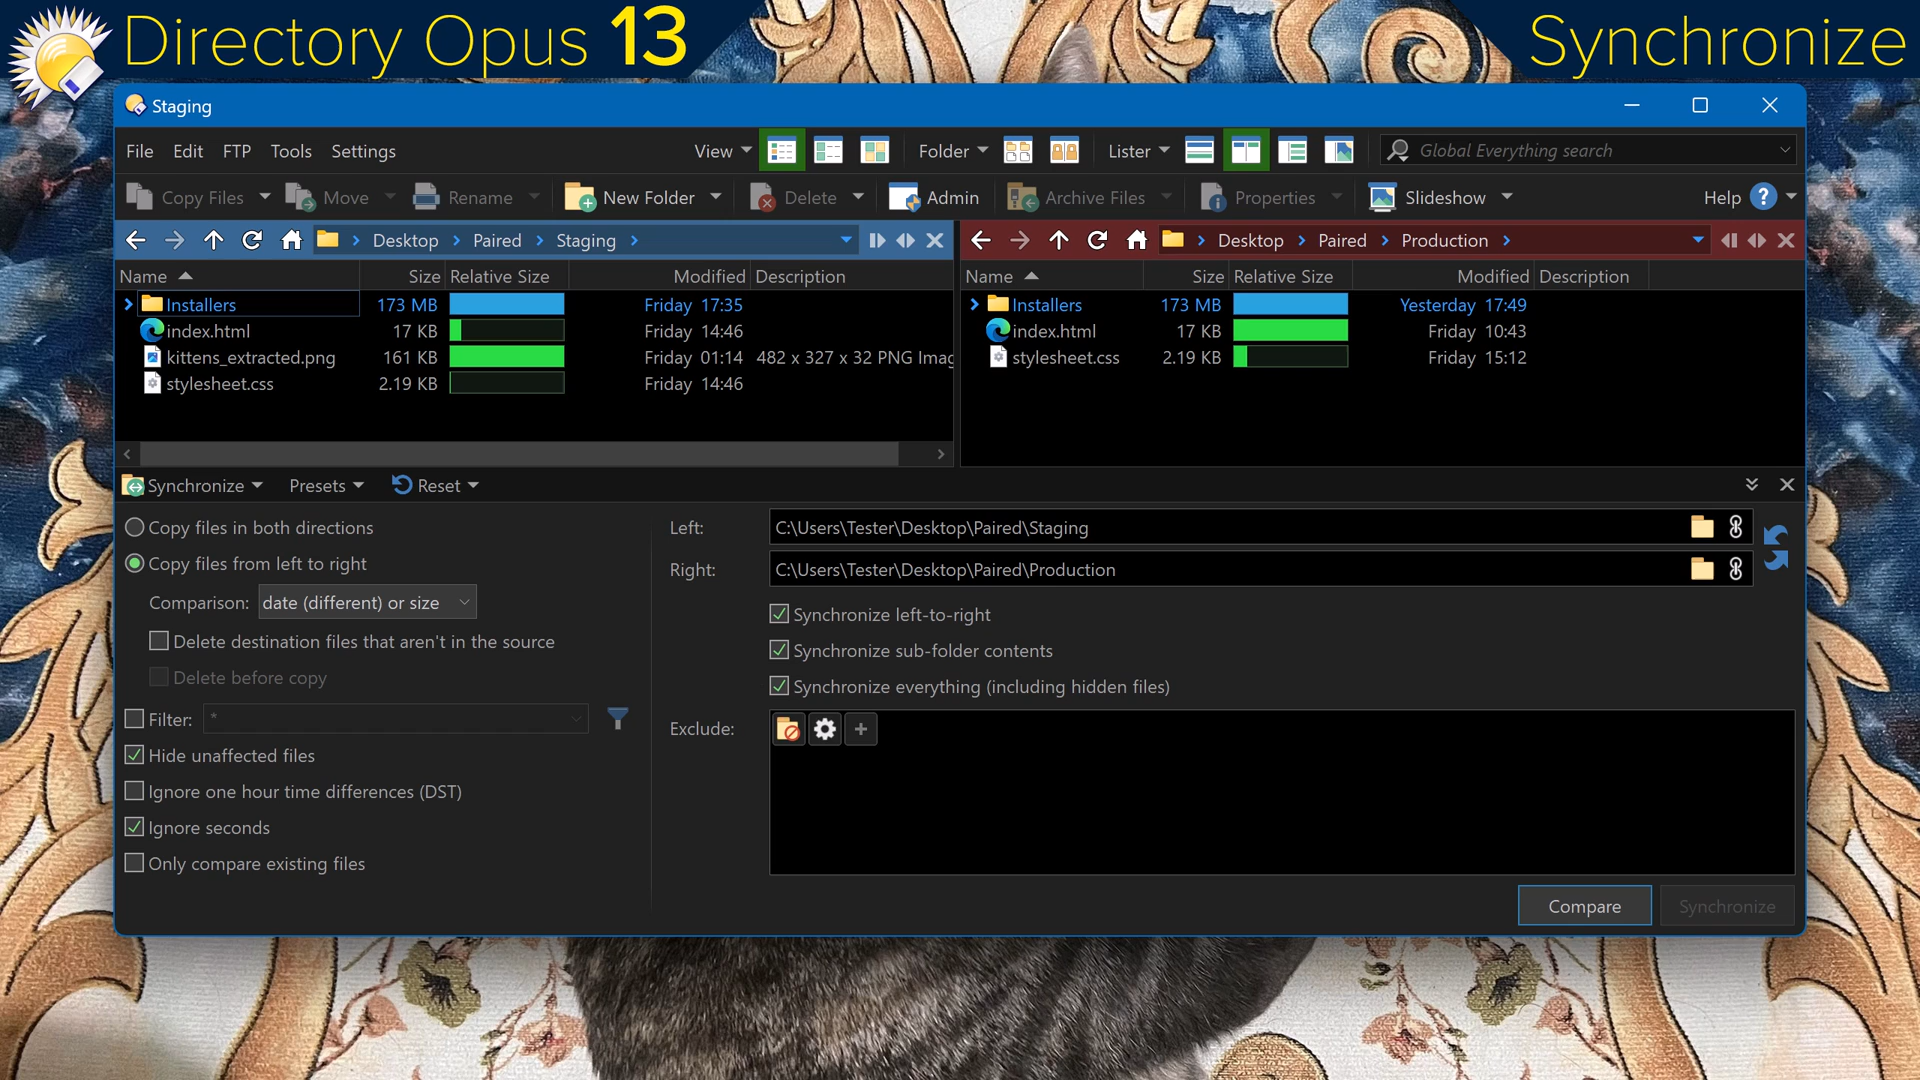 Directory Opus 13
Synchronize
Staging
File Edit FTP Tools Settings View Folder Lister Global Everything search
Copy Files Move Rename New Folder Delete Admin Archive Files Properties Slideshow Help ?
Desktop Paired Staging
Name Size Relative Size Modified Description
Installers 173 MB Friday 17:35
index.html 17 KB Friday 14:46
kittens_extracted.png 161 KB Friday 01:14 482 x 327 x 32 PNG Imag
stylesheet.css 2.19 KB Friday 14:46
Desktop Paired Production
Name Size Relative Size Modified Description
Installers 173 MB Yesterday 17:49
index.html 17 KB Friday 10:43
stylesheet.css 2.19 KB Friday 15:12
Synchronize Presets Reset
Copy files in both directions
Copy files from left to right
Comparison: date (different) or size
Delete destination files that aren't in the source
Delete before copy
Filter: *
Hide unaffected files
Ignore one hour time differences (DST)
Ignore seconds
Only compare existing files
Left: C:\Users\Tester\Desktop\Paired\Staging
Right: C:\Users\Tester\Desktop\Paired\Production
Synchronize left-to-right
Synchronize sub-folder contents
Synchronize everything (including hidden files)
Exclude:
Compare Synchronize